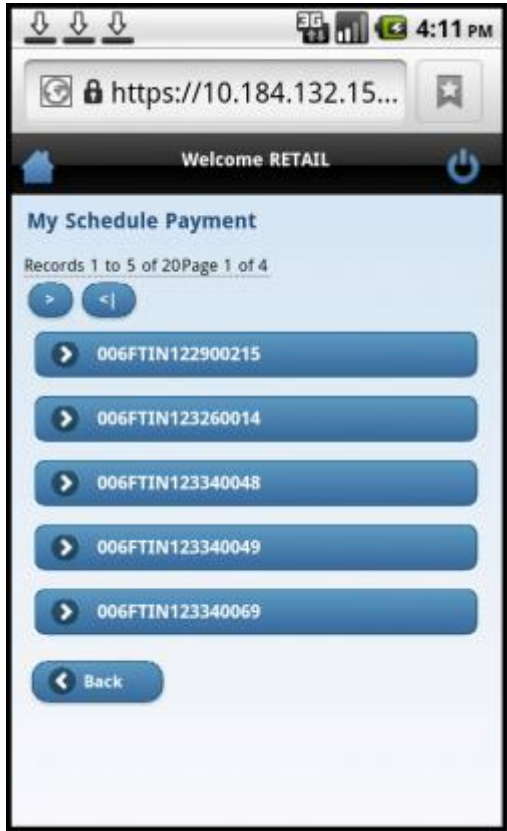 3G 4:11 PM
https://10.184.132.15...
Welcome RETAIL
My Schedule Payment
Records 1 to 5 of 20Page 1 of 4
> <|
006FTIN122900215
006FTIN123260014
006FTIN123340048
006FTIN123340049
006FTIN123340069
Back